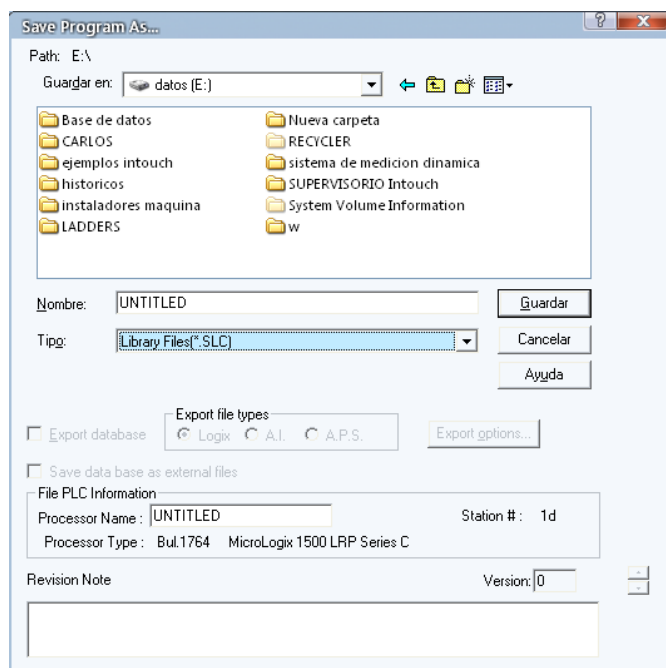 Save Program As...
Path: E:\
Guardar en: datos (E:)
Base de datos
CARLOS
ejemplos intouch
historicos
instaladores maquina
LADDERS
Nueva carpeta
RECYCLER
sistema de medicion dinamica
SUPERVISORIO Intouch
System Volume Information
w
Nombre: UNTITLED Guardar
Tipo: Library Files(*.SLC) Cancelar
Ayuda
Export file types
Export database Logix A.I. A.P.S. Export options...
Save data base as external files
File PLC Information
Processor Name : UNTITLED Station # : 1d
Processor Type : Bul.1764 MicroLogix 1500 LRP Series C
Revision Note Version: 0